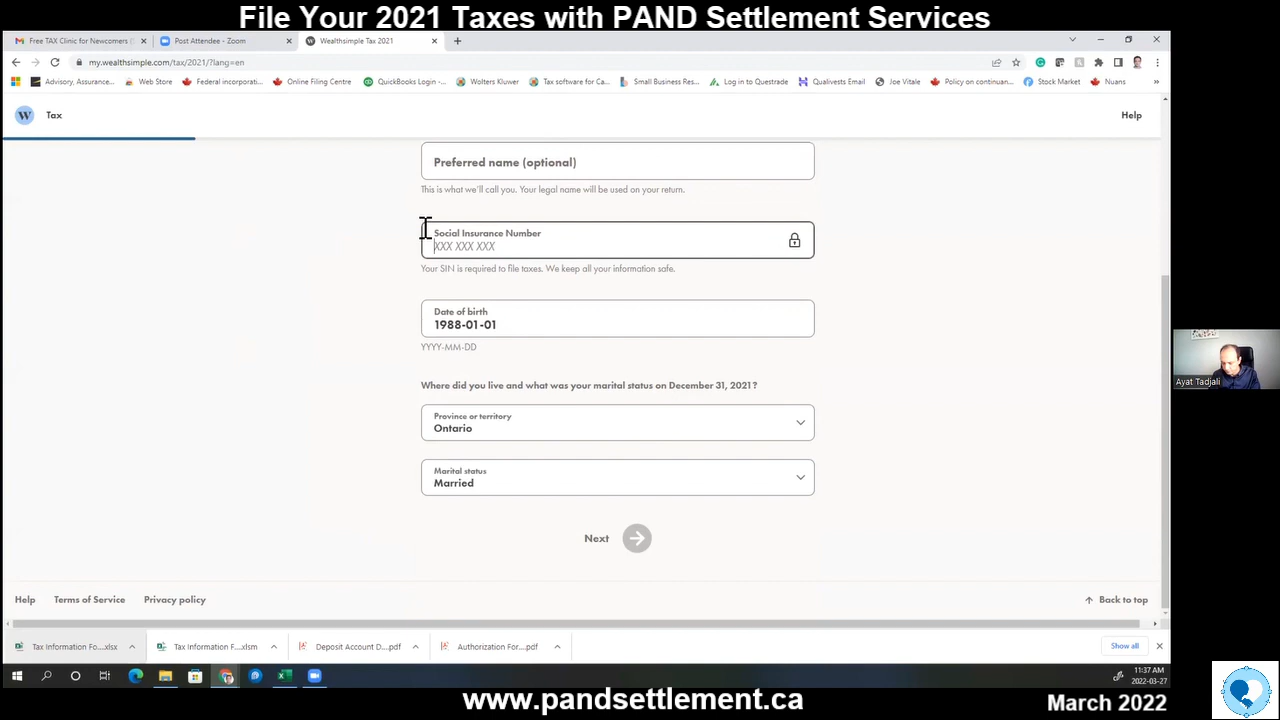 File Your 2021 Taxes with PAND Settlement Services
Free TAX Clinic for Newcomers (
Post Attendee - Zoom
Wealthsimple Tax 2021
my.wealthsimple.com/tax/2021/?lang=en
Advisory, Assurance...
Web Store
Federal incorporati...
Online Filing Centre
QuickBooks Login -...
Wolters Kluwer
Tax software for Ca...
Small Business Res...
Log in to Questrade
Qualivests Email
Joe Vitale
Policy on continuan...
Stock Market
Nuans
W
Tax
Help
Preferred name (optional)
This is what we'll call you. Your legal name will be used on your return.
Social Insurance Number
XXX XXX XXX
Your SIN is required to file taxes. We keep all your information safe.
Date of birth
1988-01-01
YYYY-MM-DD
Where did you live and what was your marital status on December 31, 2021?
Province or territory
Ontario
Marital status
Married
Next
Ayat Tadjali
Help
Terms of Service
Privacy policy
Back to top
Tax Information Fo....xlsx
Tax Information F....xlsm
Deposit Account D....pdf
Authorization For....pdf
Show all
11:37 AM
2022-03-27
www.pandsettlement.ca
March 2022